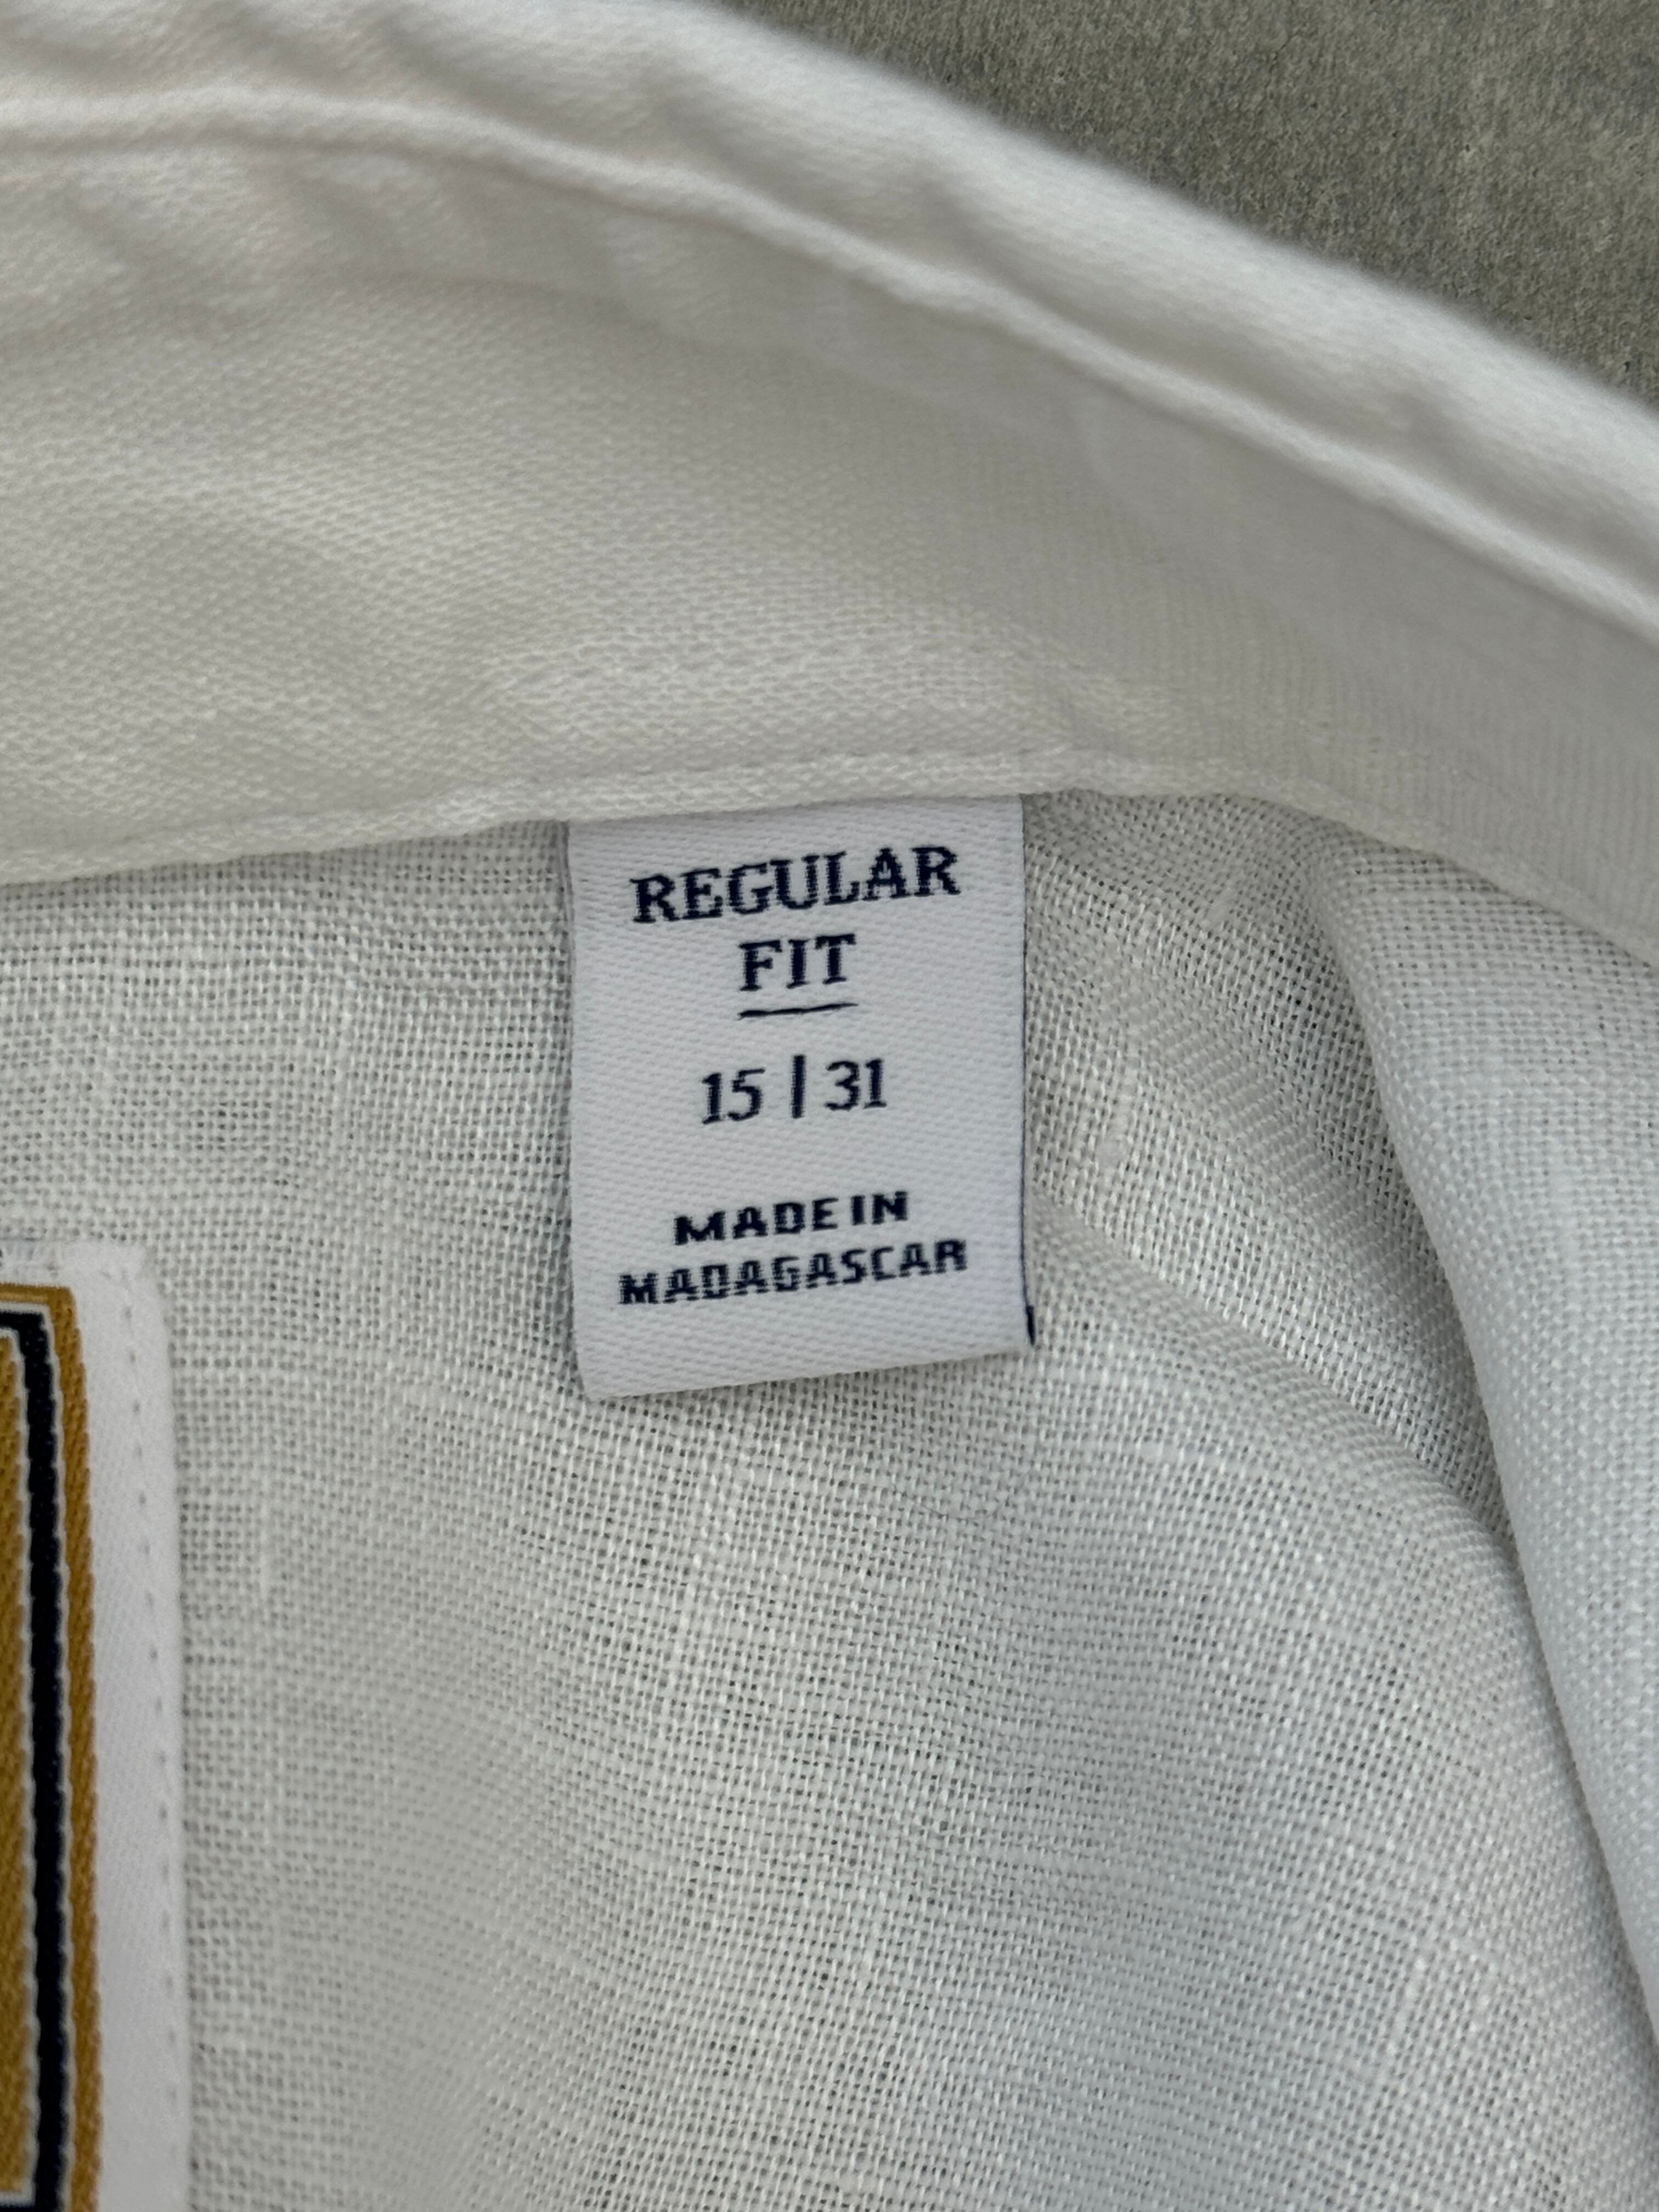 REGULAR
FIT
15 | 31
MADE IN
MADAGASCAR